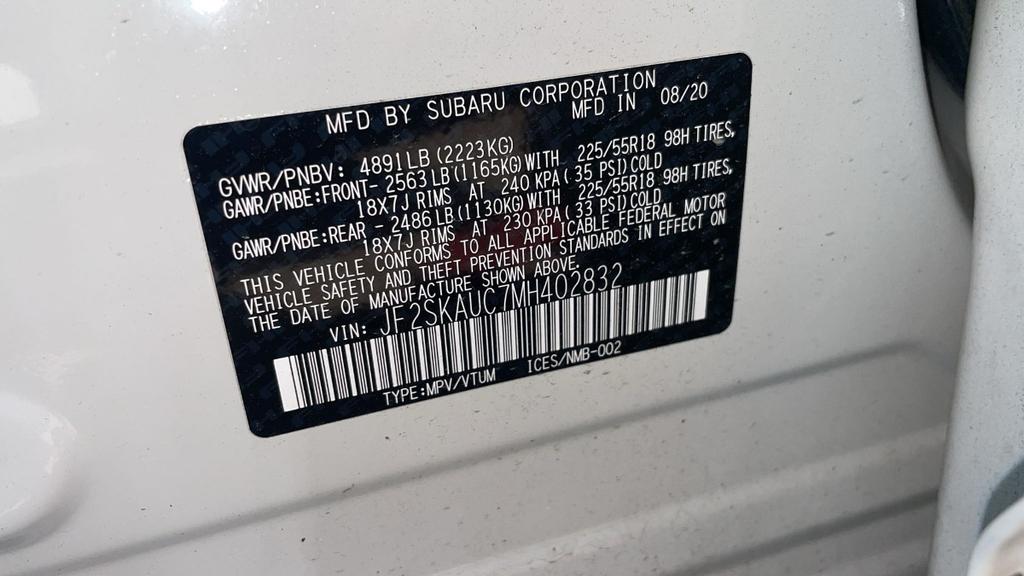 MFD BY SUBARU CORPORATION
MFD IN 08/20
GVWR/PNBV: 4891LB(2223KG)
GAWR/PNBE:FRONT- 2563LB(1165KG)WITH 225/55R18 98H TIRES,
18X7J RIMS AT 240 KPA(35 PSI)COLD
GAWR/PNBE:REAR - 2486LB(1130KG)WITH 225/55R18 98H TIRES,
18X7J RIMS AT 230 KPA(33 PSI)COLD
THIS VEHICLE CONFORMS TO ALL APPLICABLE FEDERAL MOTOR
VEHICLE SAFETY AND THEFT PREVENTION STANDARDS IN EFFECT ON
THE DATE OF MANUFACTURE SHOWN ABOVE.
VIN: JF2SKAUC7MH402832
TYPE:MPV/VTUM ICES/NMB-002